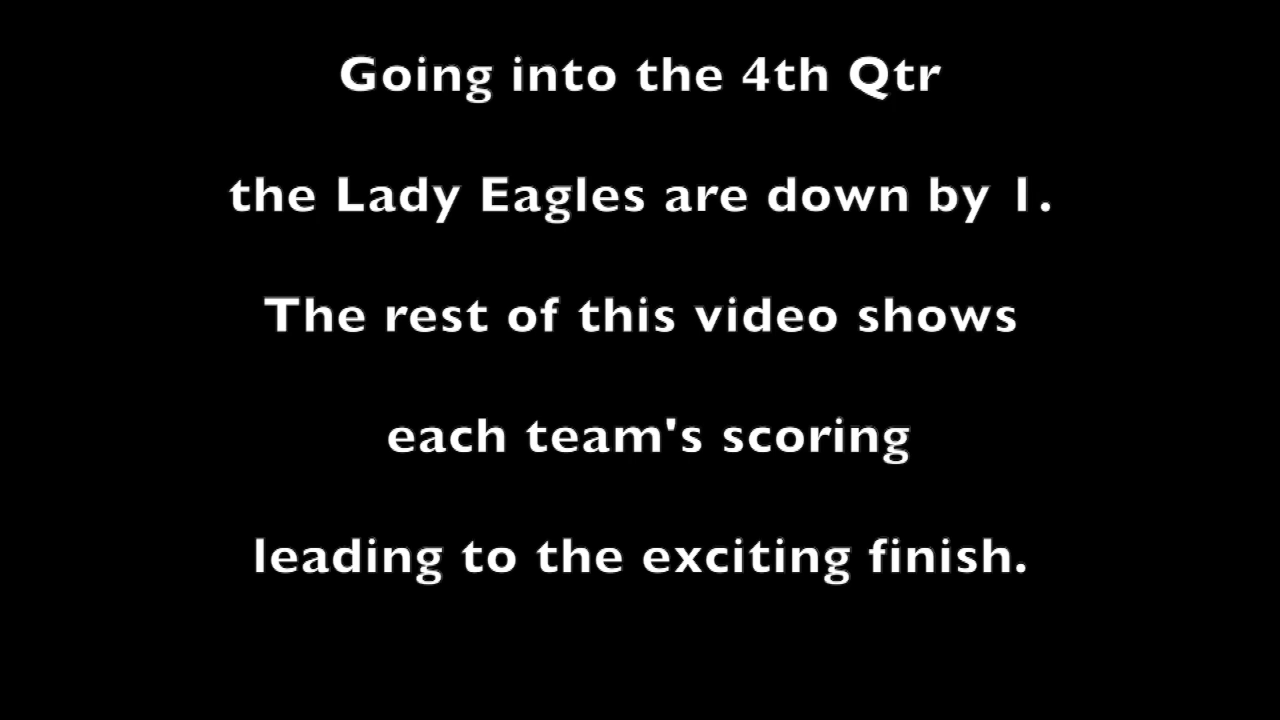 Going into the 4th Qtr
the Lady Eagles are down by 1.
The rest of this video shows
each team's scoring
leading to the exciting finish.